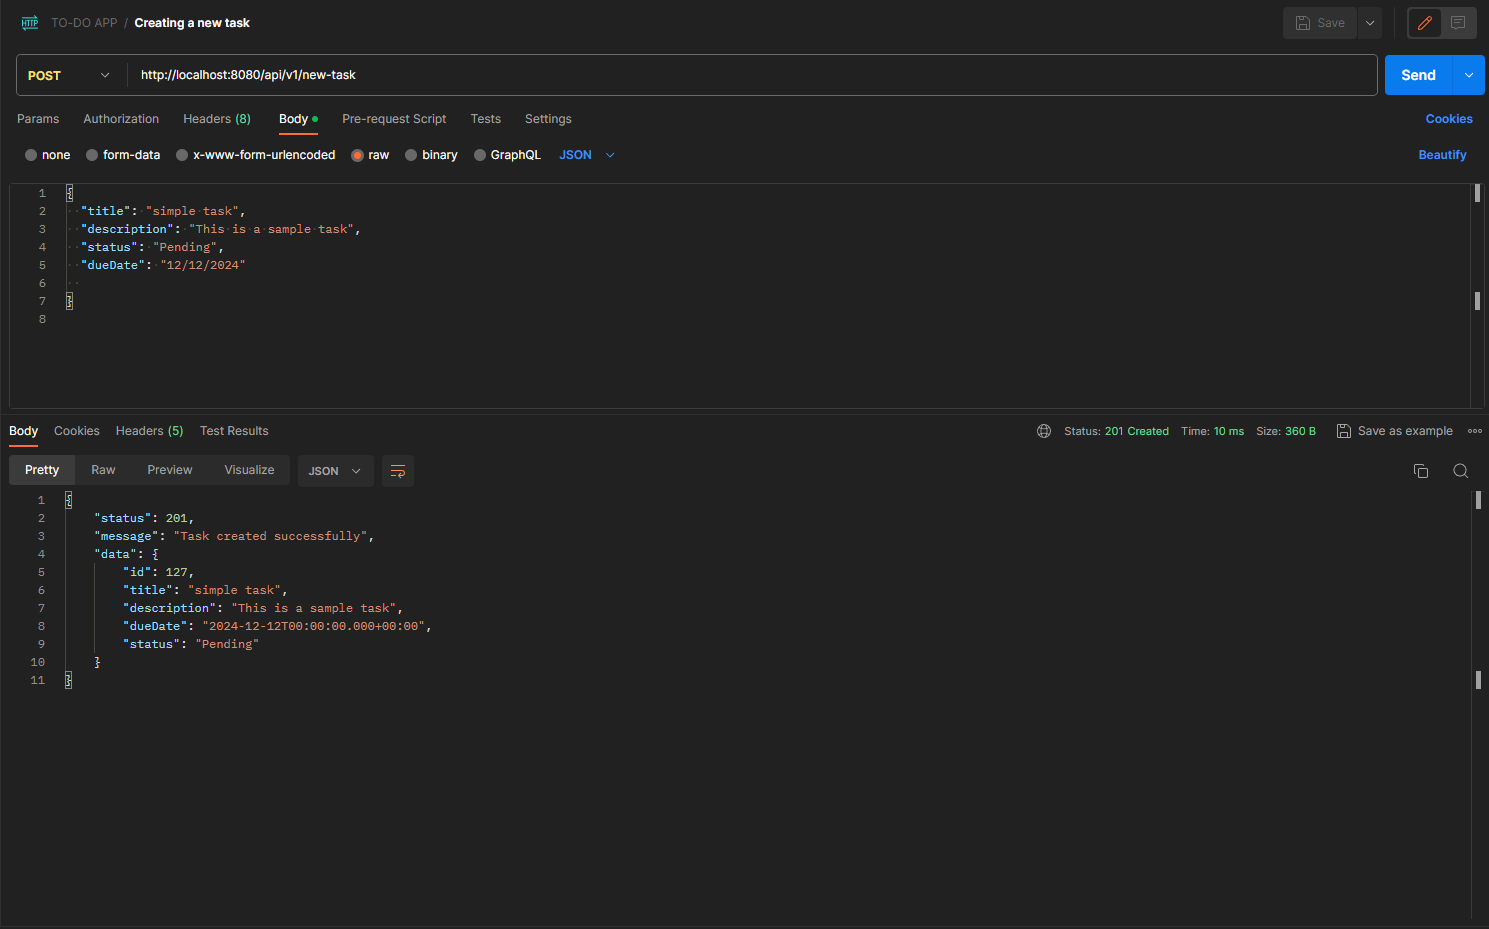 HTTP TO-DO APP / Creating a new task Save
POST http://localhost:8080/api/v1/new-task Send
Params Authorization Headers (8) Body Pre-request Script Tests Settings Cookies
none form-data x-www-form-urlencoded raw binary GraphQL JSON Beautify
1 {
2 "title": "simple task",
3 "description": "This is a sample task",
4 "status": "Pending",
5 "dueDate": "12/12/2024"
6
7 }
8
Body Cookies Headers (5) Test Results Status: 201 Created Time: 10 ms Size: 360 B Save as example
Pretty Raw Preview Visualize JSON
1 {
2 "status": 201,
3 "message": "Task created successfully",
4 "data": {
5 "id": 127,
6 "title": "simple task",
7 "description": "This is a sample task",
8 "dueDate": "2024-12-12T00:00:00.000+00:00",
9 "status": "Pending"
10 }
11 }